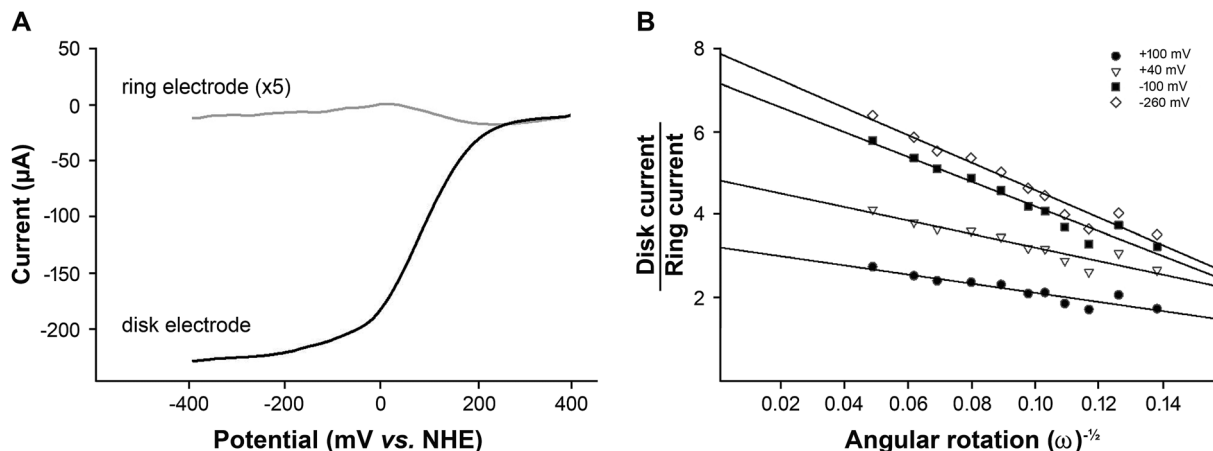 A
50
0
-50
-100
-150
-200
Current (µA)
ring electrode (x5)
disk electrode
-400
-200
0
200
400
Potential (mV vs. NHE)
B
8
6
4
2
Disk current
Ring current
+100 mV
+40 mV
-100 mV
-260 mV
0.02
0.04
0.06
0.08
0.10
0.12
0.14
Angular rotation (ω)-½